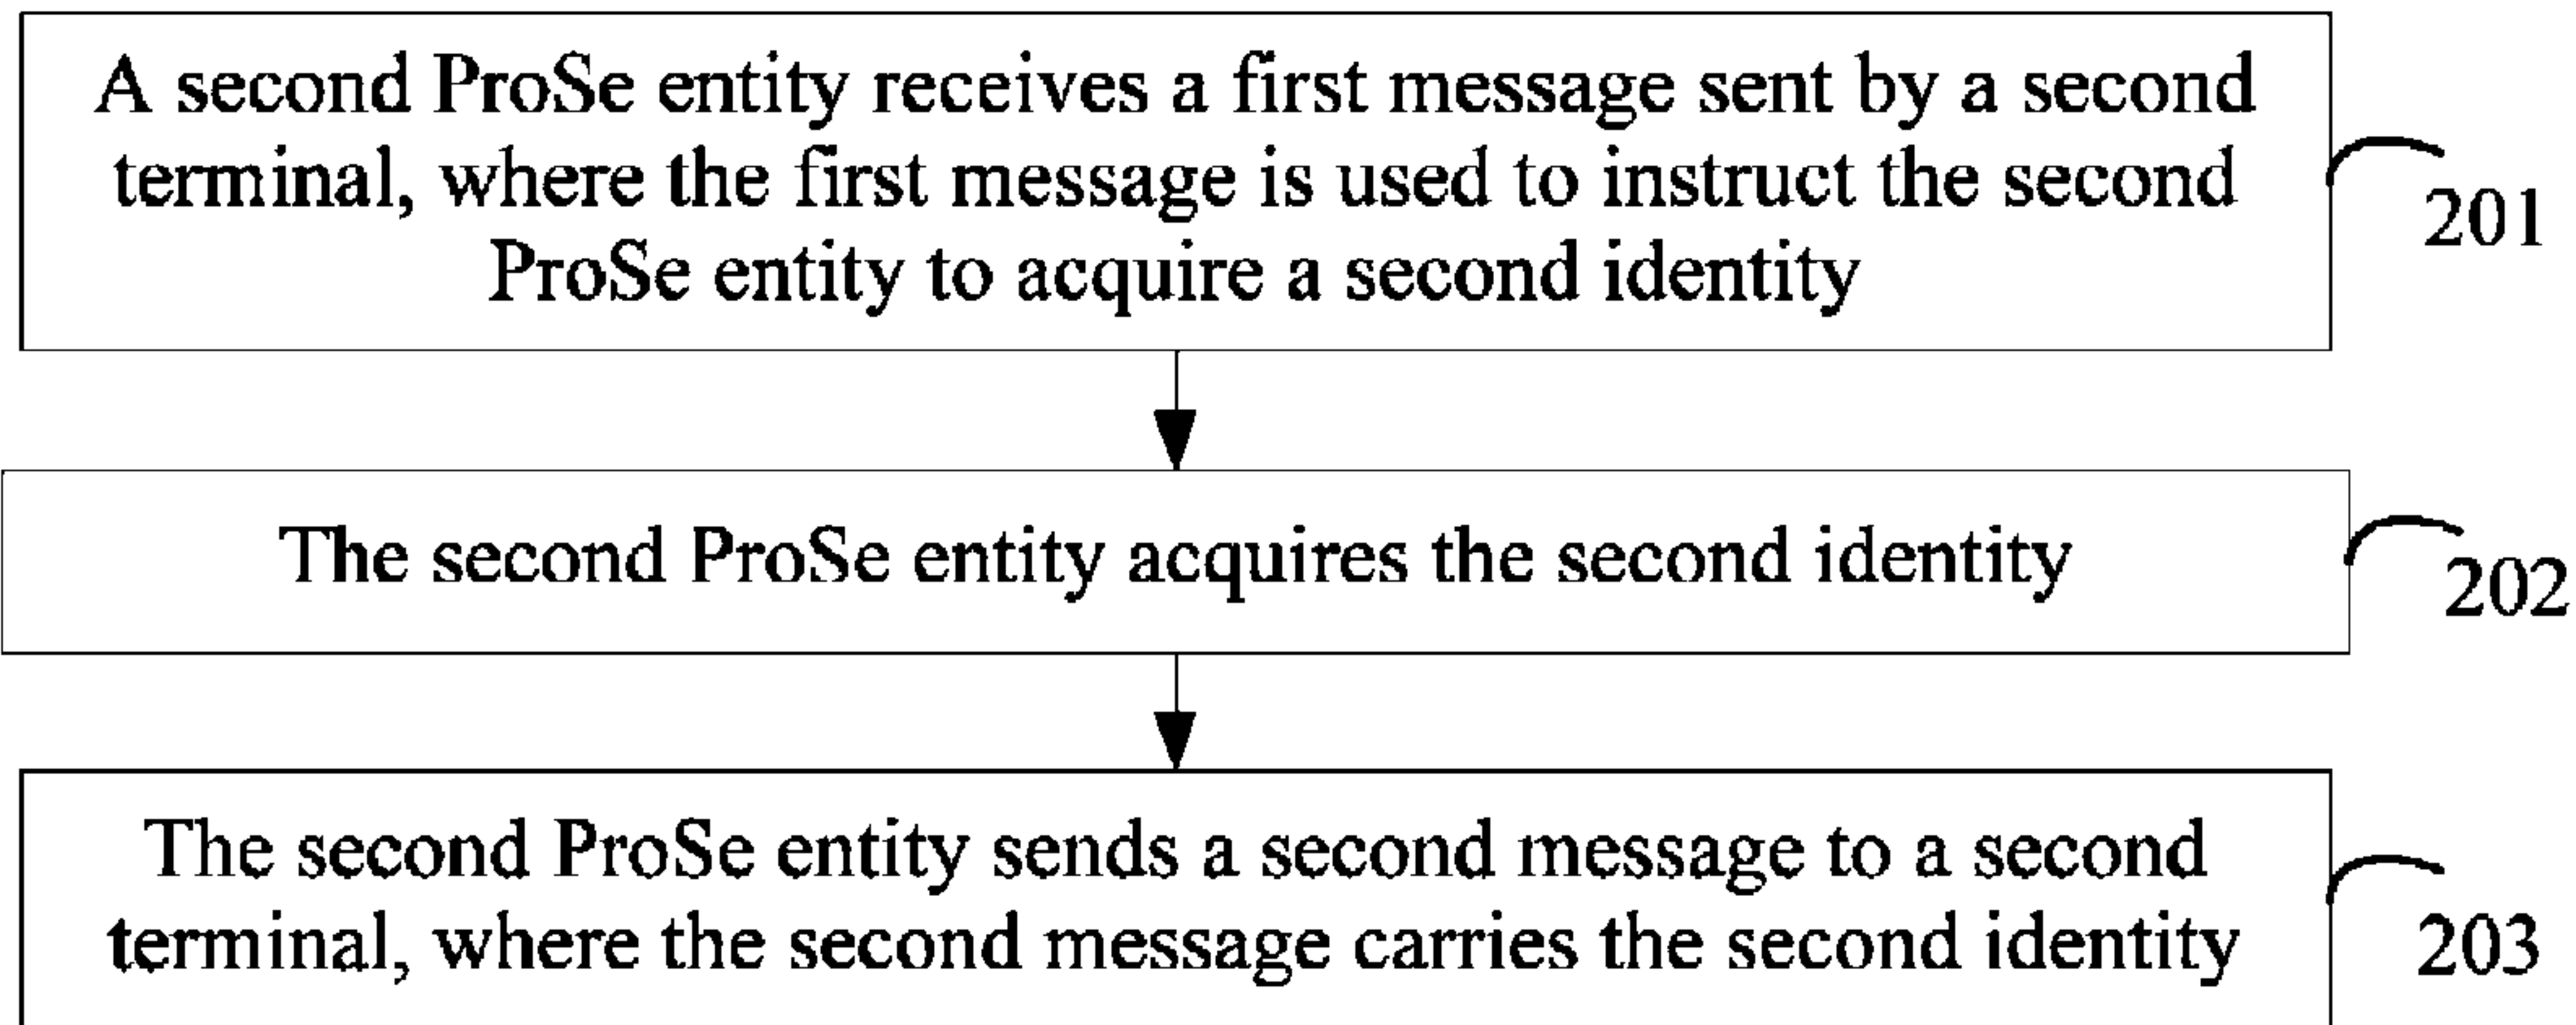 A second ProSe entity receives a first message sent by a second
terminal, where the first message is used to instruct the second
ProSe entity to acquire a second identity
201
The second ProSe entity acquires the second identity
202
The second ProSe entity sends a second message to a second
terminal, where the second message carries the second identity
203